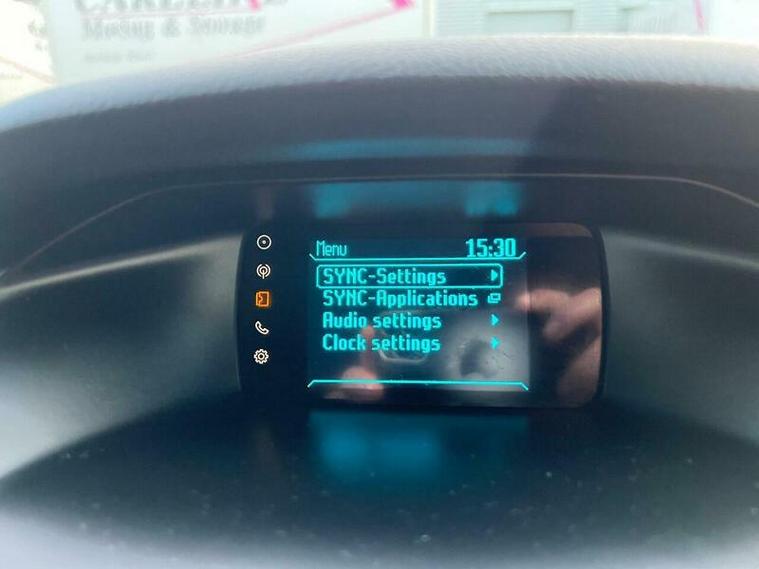 Moving & Storage
Menu 15:30
SYNC-Settings
SYNC-Applications
Audio settings
Clock settings